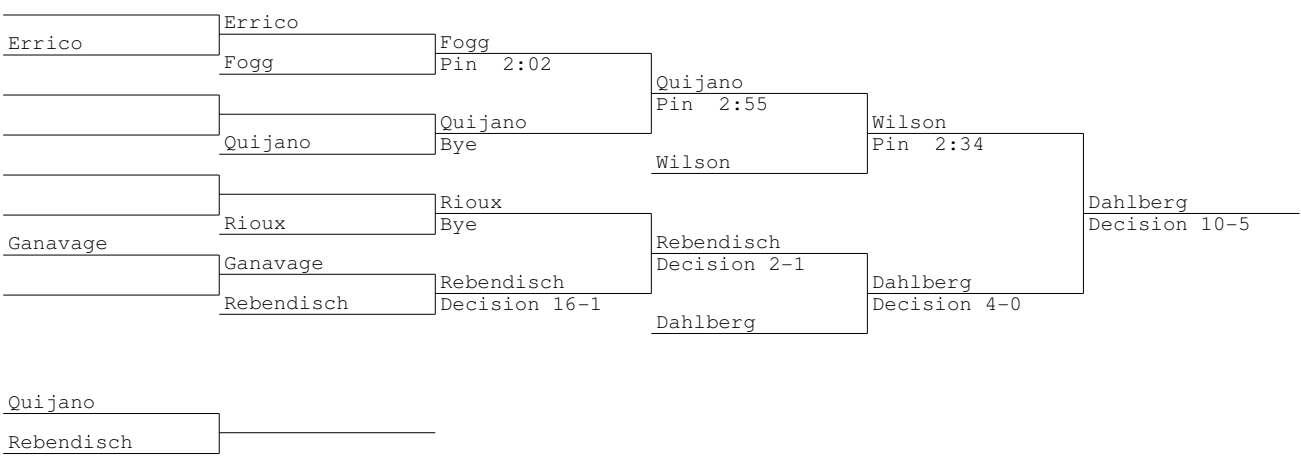 Errico
Errico
Fogg
Fogg
Pin 2:02
Quijano
Pin 2:55
Quijano
Wilson
Quijano
Bye
Pin 2:34
Wilson
Rioux
Dahlberg
Rioux
Bye
Decision 10-5
Ganavage
Rebendisch
Ganavage
Decision 2-1
Rebendisch
Dahlberg
Rebendisch
Decision 16-1
Decision 4-0
Dahlberg
Quijano
Rebendisch